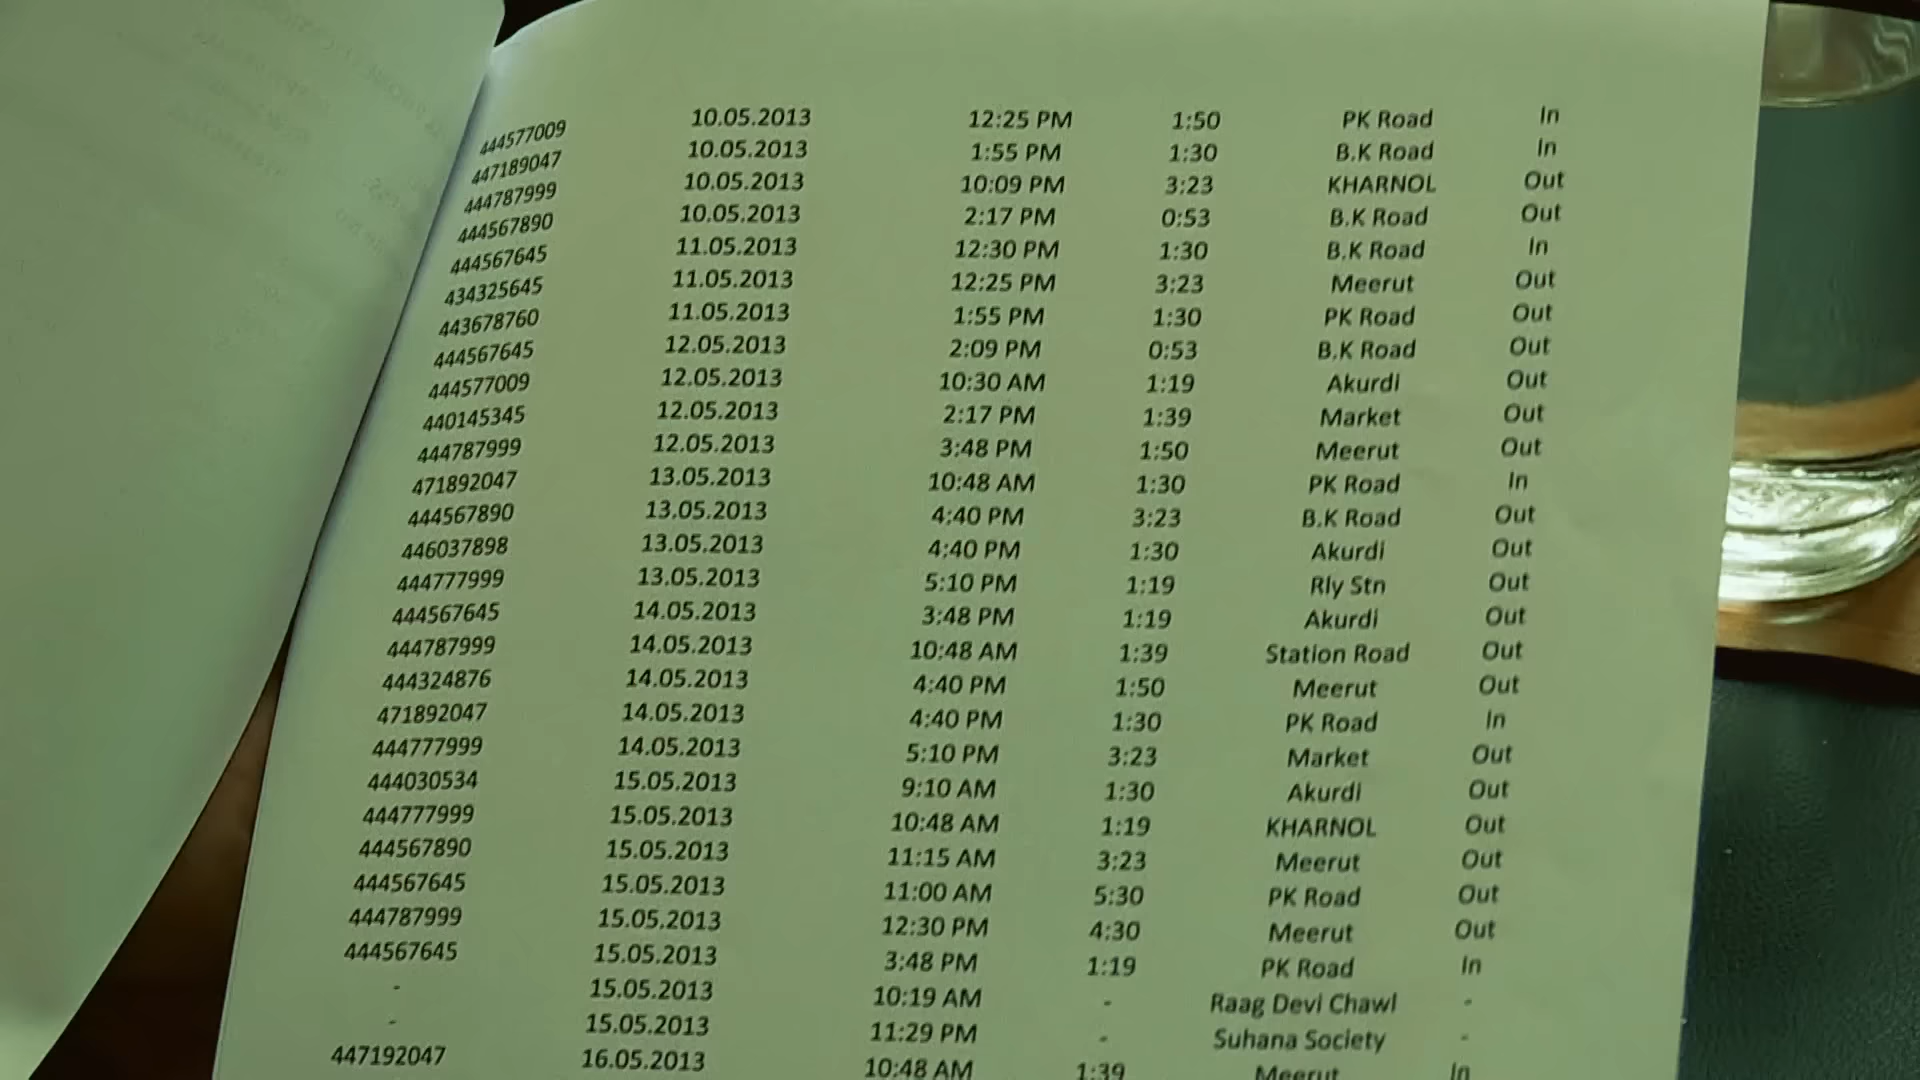 444577009 10.05.2013 12:25 PM 1:50 PK Road In
447189047 10.05.2013 1:55 PM 1:30 B.K Road In
444787999 10.05.2013 10:09 PM 3:23 KHARNOL Out
444567890 10.05.2013 2:17 PM 0:53 B.K Road Out
444567645 11.05.2013 12:30 PM 1:30 B.K Road In
434325645 11.05.2013 12:25 PM 3:23 Meerut Out
443678760 11.05.2013 1:55 PM 1:30 PK Road Out
444567645 12.05.2013 2:09 PM 0:53 B.K Road Out
444577009 12.05.2013 10:30 AM 1:19 Akurdi Out
440145345 12.05.2013 2:17 PM 1:39 Market Out
444787999 12.05.2013 3:48 PM 1:50 Meerut Out
471892047 13.05.2013 10:48 AM 1:30 PK Road In
444567890 13.05.2013 4:40 PM 3:23 B.K Road Out
446037898 13.05.2013 4:40 PM 1:30 Akurdi Out
444777999 13.05.2013 5:10 PM 1:19 Rly Stn Out
444567645 14.05.2013 3:48 PM 1:19 Akurdi Out
444787999 14.05.2013 10:48 AM 1:39 Station Road Out
444324876 14.05.2013 4:40 PM 1:50 Meerut Out
471892047 14.05.2013 4:40 PM 1:30 PK Road In
444777999 14.05.2013 5:10 PM 3:23 Market Out
444030534 15.05.2013 9:10 AM 1:30 Akurdi Out
444777999 15.05.2013 10:48 AM 1:19 KHARNOL Out
444567890 15.05.2013 11:15 AM 3:23 Meerut Out
444567645 15.05.2013 11:00 AM 5:30 PK Road Out
444787999 15.05.2013 12:30 PM 4:30 Meerut Out
444567645 15.05.2013 3:48 PM 1:19 PK Road In
- 15.05.2013 10:19 AM - Raag Devi Chawl -
- 15.05.2013 11:29 PM - Suhana Society -
447192047 16.05.2013 10:48 AM 1:39 Meerut In